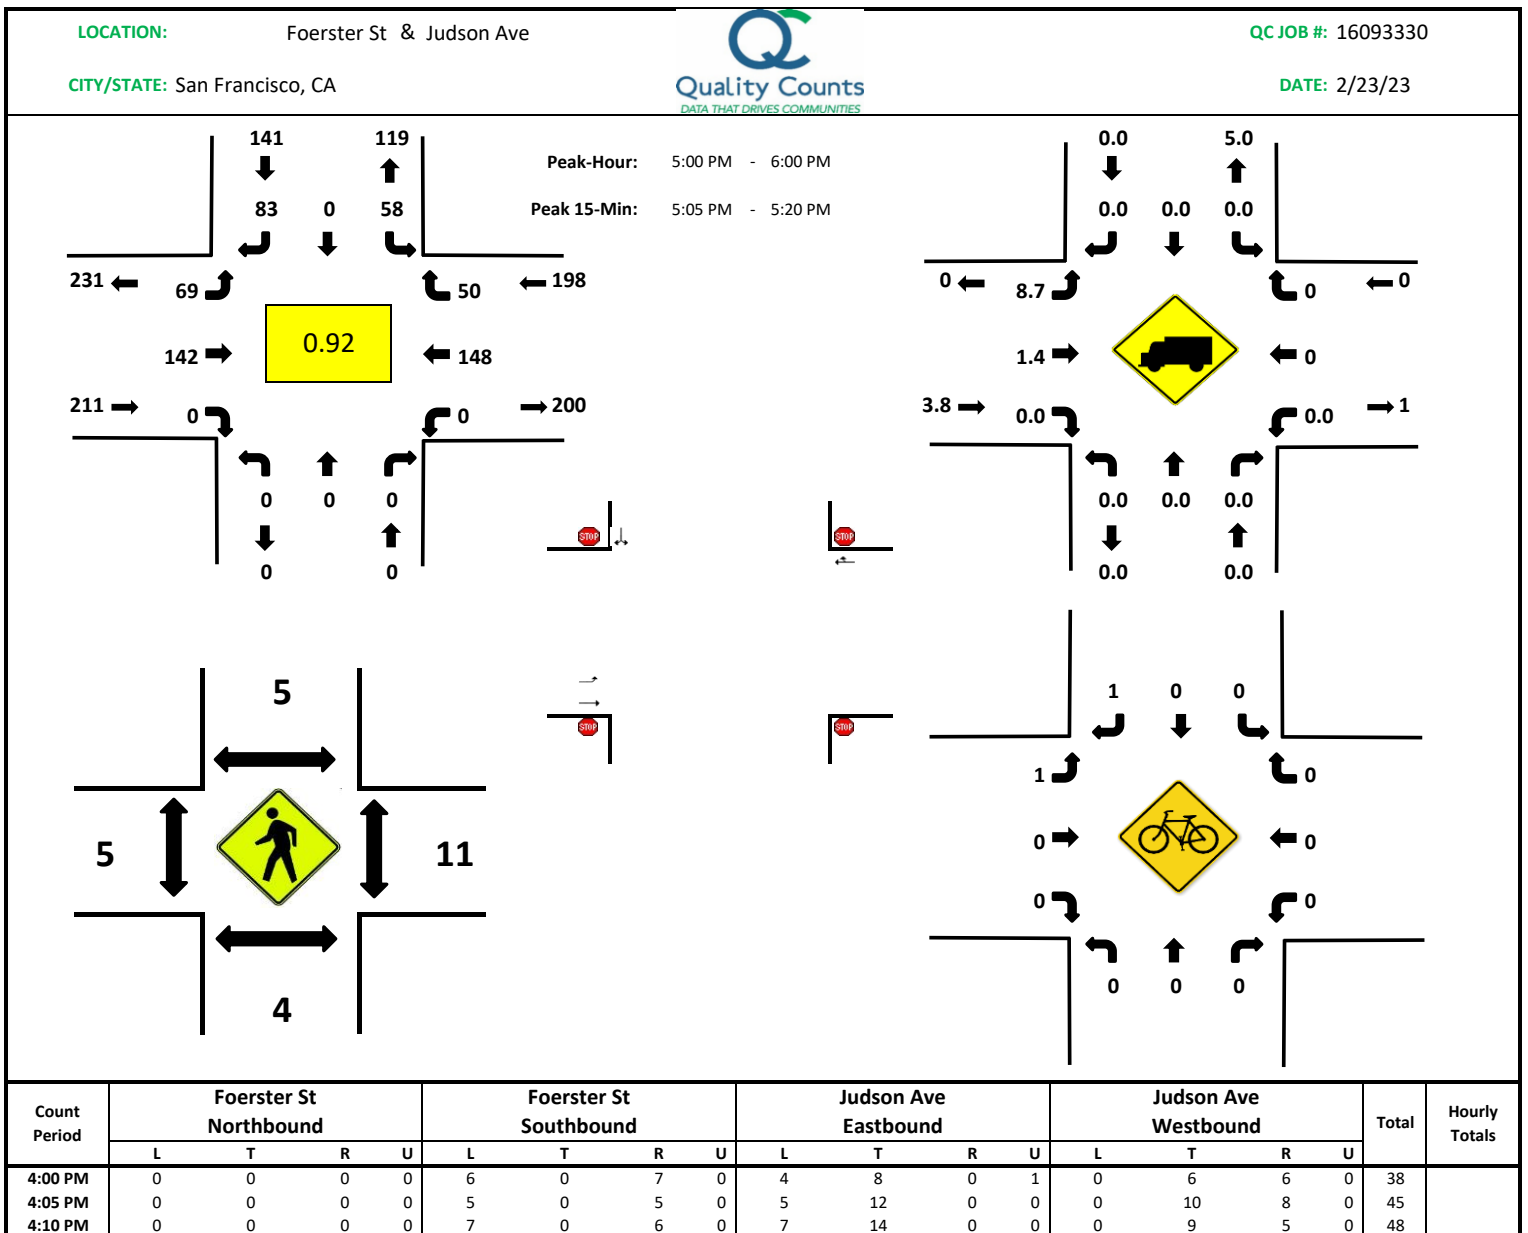 LOCATION: Foerster St & Judson Ave
QC JOB #: 16093330
CITY/STATE: San Francisco, CA
DATE: 2/23/23
Quality Counts
DATA THAT DRIVES COMMUNITIES
Peak-Hour: 5:00 PM - 6:00 PM
Peak 15-Min: 5:05 PM - 5:20 PM
141 119
83 0 58
231 69 50 198
0.92
142 148
211 0 0 200
0 0 0
0 0
0.0 5.0
0.0 0.0 0.0
0 8.7 0 0
1.4 0
3.8 0.0 0.0 1
0.0 0.0 0.0
0.0 0.0
STOP STOP
STOP STOP
5
5 11
4
1 0 0
1 0
0 0
0 0
0 0 0
Count Period Foerster St Northbound Foerster St Southbound Judson Ave Eastbound Judson Ave Westbound Total Hourly Totals
L T R U L T R U L T R U L T R U
4:00 PM 0 0 0 0 6 0 7 0 4 8 0 1 0 6 6 0 38
4:05 PM 0 0 0 0 5 0 5 0 5 12 0 0 0 10 8 0 45
4:10 PM 0 0 0 0 7 0 6 0 7 14 0 0 0 9 5 0 48